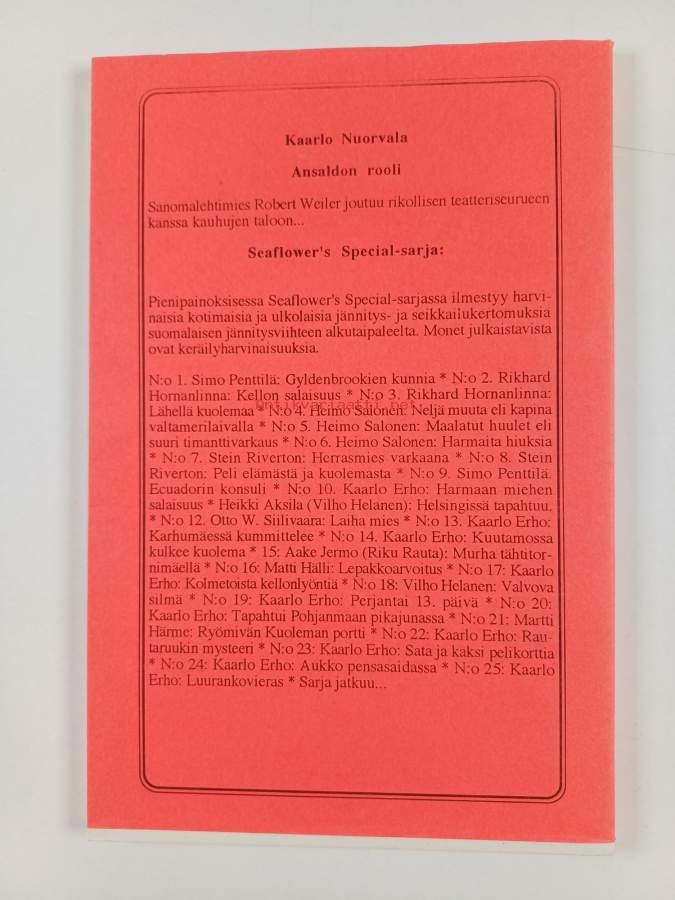 Kaarlo Nuorvala
Ansaldon rooli
Sanomalehtimies Robert Weiler joutuu rikollisen teatteriseurueen
kanssa kauhujen taloon...
Seaflower's Special-sarja:
Pienipainoksisessa Seaflower's Special-sarjassa ilmestyy harvi-
naisia kotimaisia ja ulkolaisia jännitys- ja seikkailukertomuksia
suomalaisen jännitysviihteen alkutaipaleelta. Monet julkaistavista
ovat keräilyharvinaisuuksia.
N:o 1. Simo Penttilä: Gyldenbrookien kunnia * N:o 2. Rikhard
Hornanlinna: Kellon salaisuus * N:o 3. Rikhard Hornanlinna:
Lähellä kuolemaa * N:o 4. Heimo Salonen: Neljä muuta eli kapina
valtamerilaivalla * N:o 5. Heimo Salonen: Maalatut huulet eli
suuri timanttivarkaus * N:o 6. Heimo Salonen: Harmaita hiuksia
* N:o 7. Stein Riverton: Herrasmies varkaana * N:o 8. Stein
Riverton: Peli elämästä ja kuolemasta * N:o 9. Simo Penttilä.
Ecuadorin konsuli * N:o 10. Kaarlo Erho: Harmaan miehen
salaisuus * Heikki Aksila (Vilho Helanen): Helsingissä tapahtuu.
* N:o 12. Otto W. Siilivaara: Laiha mies * N:o 13. Kaarlo Erho:
Karhumäessä kummittelee * N:o 14. Kaarlo Erho: Kuutamossa
kulkee kuolema * 15: Aake Jermo (Riku Rauta): Murha tähtitor-
nimäellä * N:o 16: Matti Hälli: Lepakkoarvoitus * N:o 17: Kaarlo
Erho: Kolmetoista kellonlyöntiä * N:o 18: Vilho Helanen: Valvova
silmä * N:o 19: Kaarlo Erho: Perjantai 13. päivä * N:o 20:
Kaarlo Erho: Tapahtui Pohjanmaan pikajunassa * N:o 21: Martti
Härme: Ryömivän Kuoleman portti * N:o 22: Kaarlo Erho: Rau-
taruukin mysteeri * N:o 23: Kaarlo Erho: Sata ja kaksi pelikorttia
* N:o 24: Kaarlo Erho: Aukko pensasaidassa * N:o 25: Kaarlo
Erho: Luurankovieras * Sarja jatkuu...
antikvariaatti.net